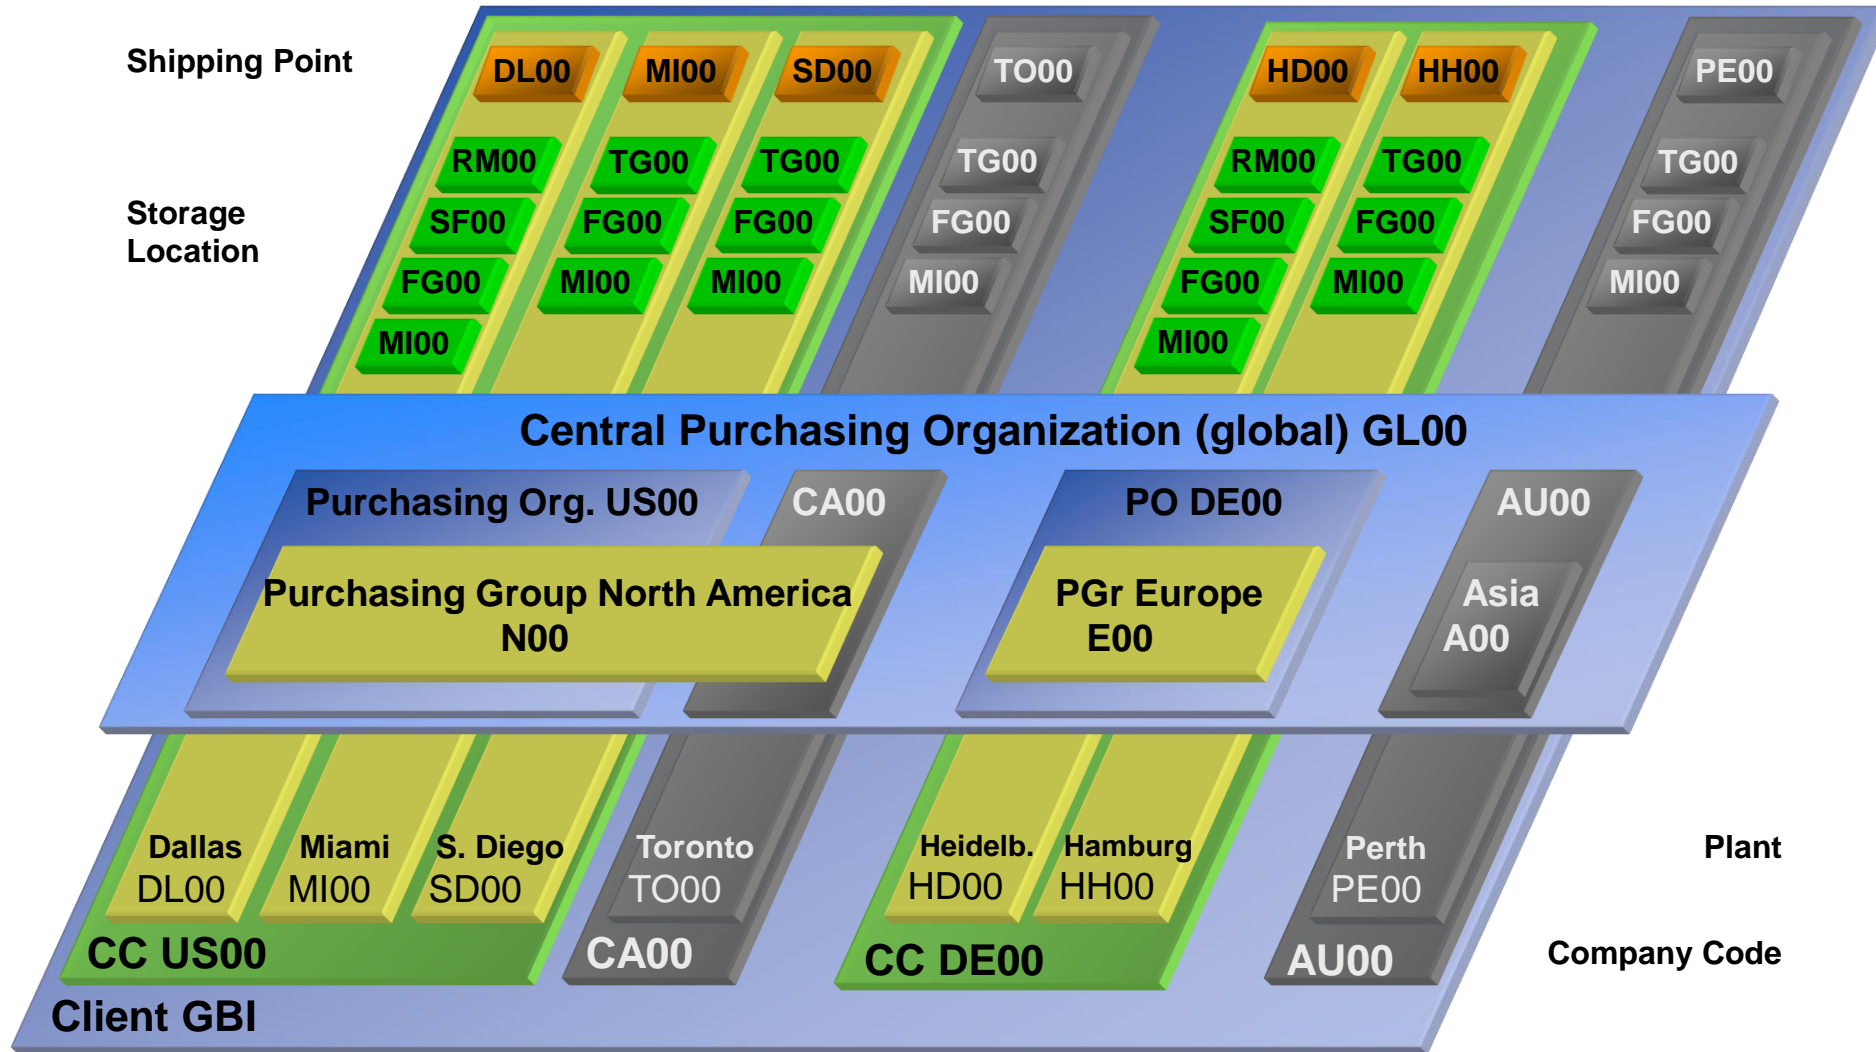 Shipping Point
DL00 MI00 SD00 TO00 HD00 HH00 PE00
RM00 TG00 TG00 TG00 RM00 TG00 TG00
Storage
Location
SF00 FG00 FG00 FG00 SF00 FG00 FG00
FG00 MI00 MI00 MI00 FG00 MI00 MI00
MI00 MI00
Central Purchasing Organization (global) GL00
Purchasing Org. US00 CA00 PO DE00 AU00
Purchasing Group North America PGr Europe Asia
N00 E00 A00
Dallas Miami S. Diego Toronto Heidelb. Hamburg Perth Plant
DL00 MI00 SD00 TO00 HD00 HH00 PE00
CC US00 CA00 CC DE00 AU00 Company Code
Client GBI